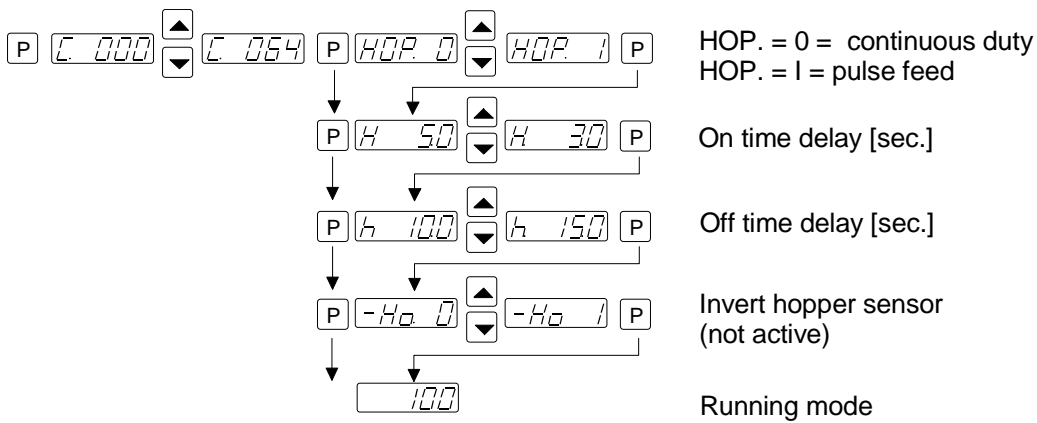 P C. 000 C. 064 P HOP. 0 HOP. 1 P
HOP. = 0 = continuous duty
HOP. = I = pulse feed
P H 5.0 H 3.0 P On time delay [sec.]
P h 10.0 h 15.0 P Off time delay [sec.]
P -Ho. 0 -Ho 1 P
Invert hopper sensor
(not active)
100 Running mode